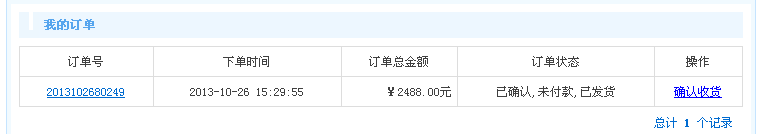 我的订单
订单号 下单时间 订单总金额 订单状态 操作
2013102680249 2013-10-26 15:29:55 ￥2488.00元 已确认,未付款,已发货 确认收货
总计 1 个记录